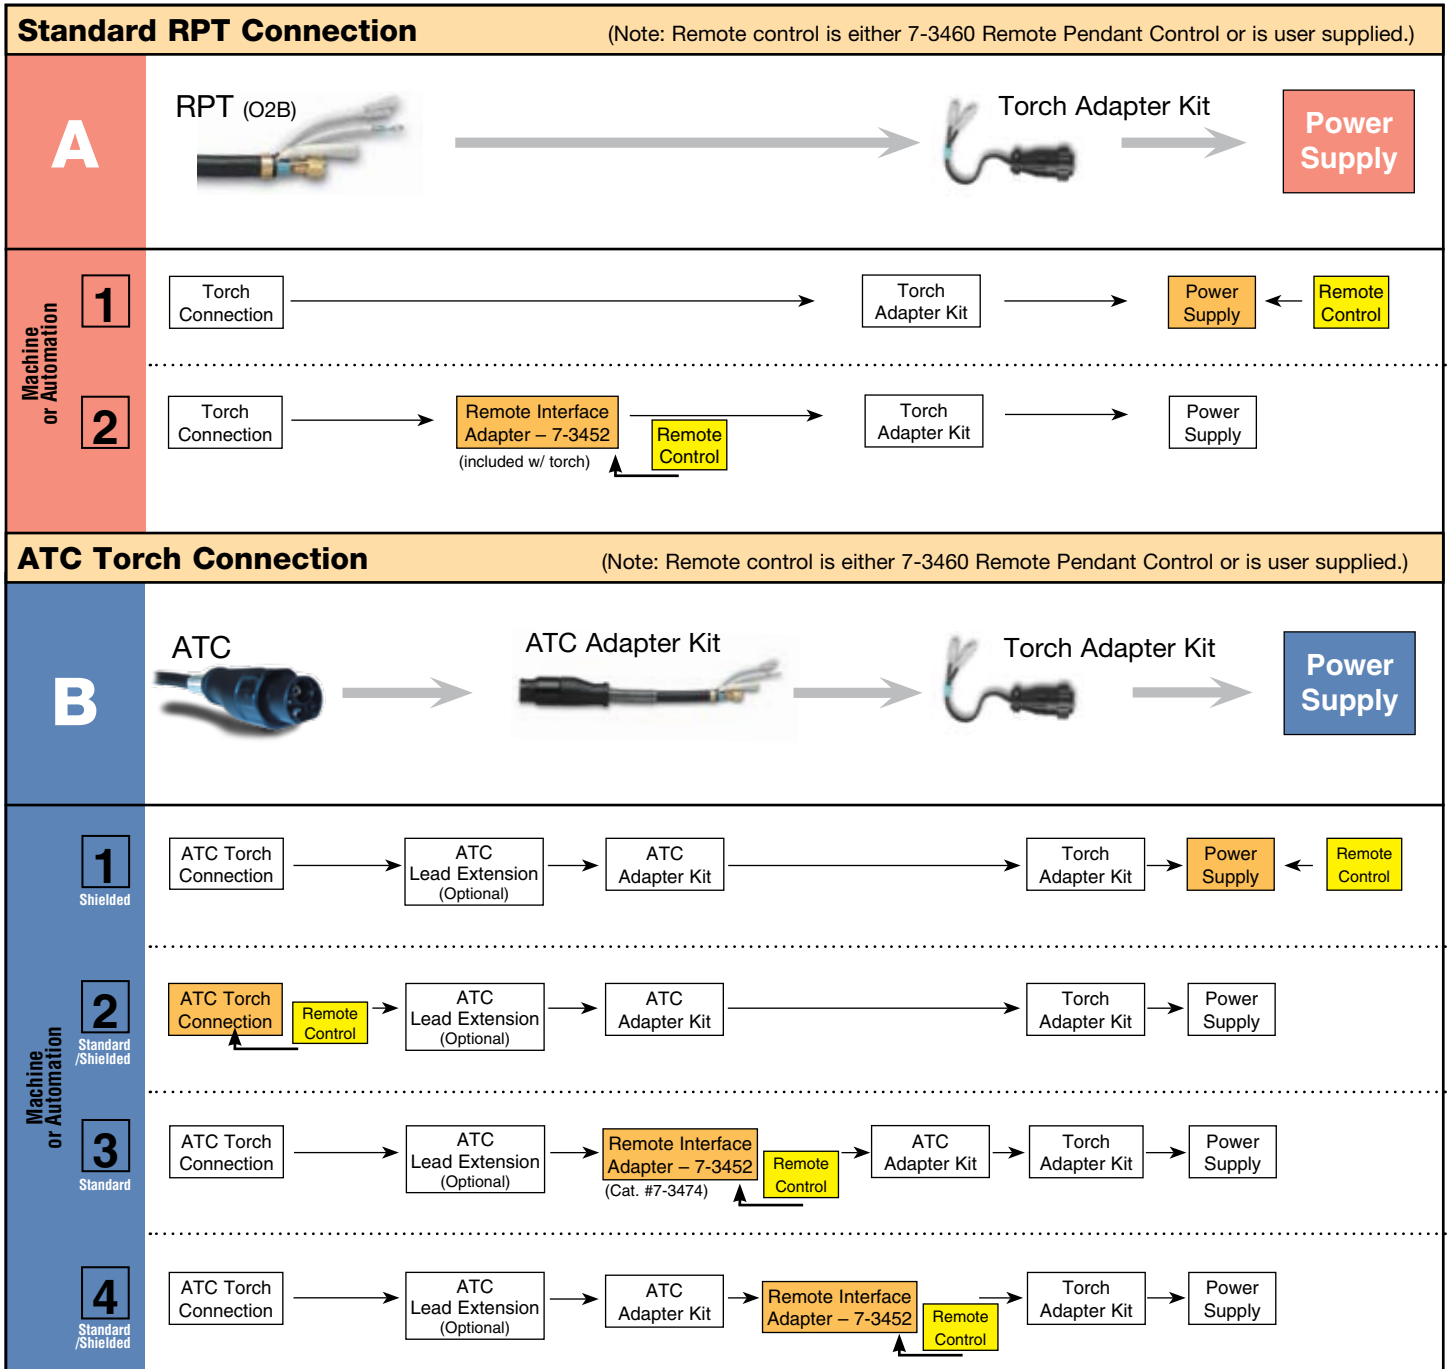 Standard RPT Connection
(Note: Remote control is either 7-3460 Remote Pendant Control or is user supplied.)
A
RPT (O2B)
Torch Adapter Kit
Power
Supply
Machine
or Automation
1
Torch
Connection
Torch
Adapter Kit
Power
Supply
Remote
Control
2
Torch
Connection
Remote Interface
Adapter – 7-3452
(included w/ torch)
Remote
Control
Torch
Adapter Kit
Power
Supply
ATC Torch Connection
(Note: Remote control is either 7-3460 Remote Pendant Control or is user supplied.)
B
ATC
ATC Adapter Kit
Torch Adapter Kit
Power
Supply
Machine
or Automation
1
Shielded
ATC Torch
Connection
ATC
Lead Extension
(Optional)
ATC
Adapter Kit
Torch
Adapter Kit
Power
Supply
Remote
Control
2
Standard
/Shielded
ATC Torch
Connection
Remote
Control
ATC
Lead Extension
(Optional)
ATC
Adapter Kit
Torch
Adapter Kit
Power
Supply
3
Standard
ATC Torch
Connection
ATC
Lead Extension
(Optional)
Remote Interface
Adapter – 7-3452
(Cat. #7-3474)
Remote
Control
ATC
Adapter Kit
Torch
Adapter Kit
Power
Supply
4
Standard
/Shielded
ATC Torch
Connection
ATC
Lead Extension
(Optional)
ATC
Adapter Kit
Remote Interface
Adapter – 7-3452
Remote
Control
Torch
Adapter Kit
Power
Supply